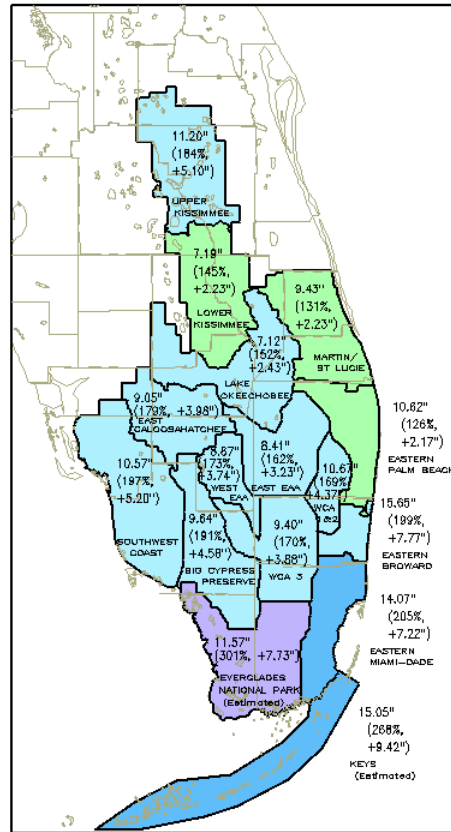 11.20"
(184%,
+5.10")
UPPER
KISSIMMEE
7.19"
(145%,
+2.23")
LOWER
KISSIMMEE
9.43"
(131%,
+2.23")
MARTIN/
ST LUCIE
7.12"
(152%,
+2.43")
LAKE
OKEECHOBEE
9.05"
(179%, +3.98")
EAST
CALOOSAHATCHEE
10.62"
(126%,
+2.17")
EASTERN
PALM BEACH
8.67"
(173%,
+3.74")
WEST
EAA
8.41"
(162%,
+3.23")
EAST EAA
10.67"
(169%,
+4.37")
WCA
1&2
10.57"
(197%,
+5.20")
SOUTHWEST
COAST
9.64"
(191%,
+4.58")
BIG CYPRESS
PRESERVE
9.40"
(170%,
+3.88")
WCA 3
15.65"
(199%,
+7.77")
EASTERN
BROWARD
14.07"
(205%,
+7.22")
EASTERN
MIAMI-DADE
11.57"
(301%, +7.73")
EVERGLADES
NATIONAL PARK
(Estimated)
15.05"
(268%,
+9.42")
KEYS
(Estimated)